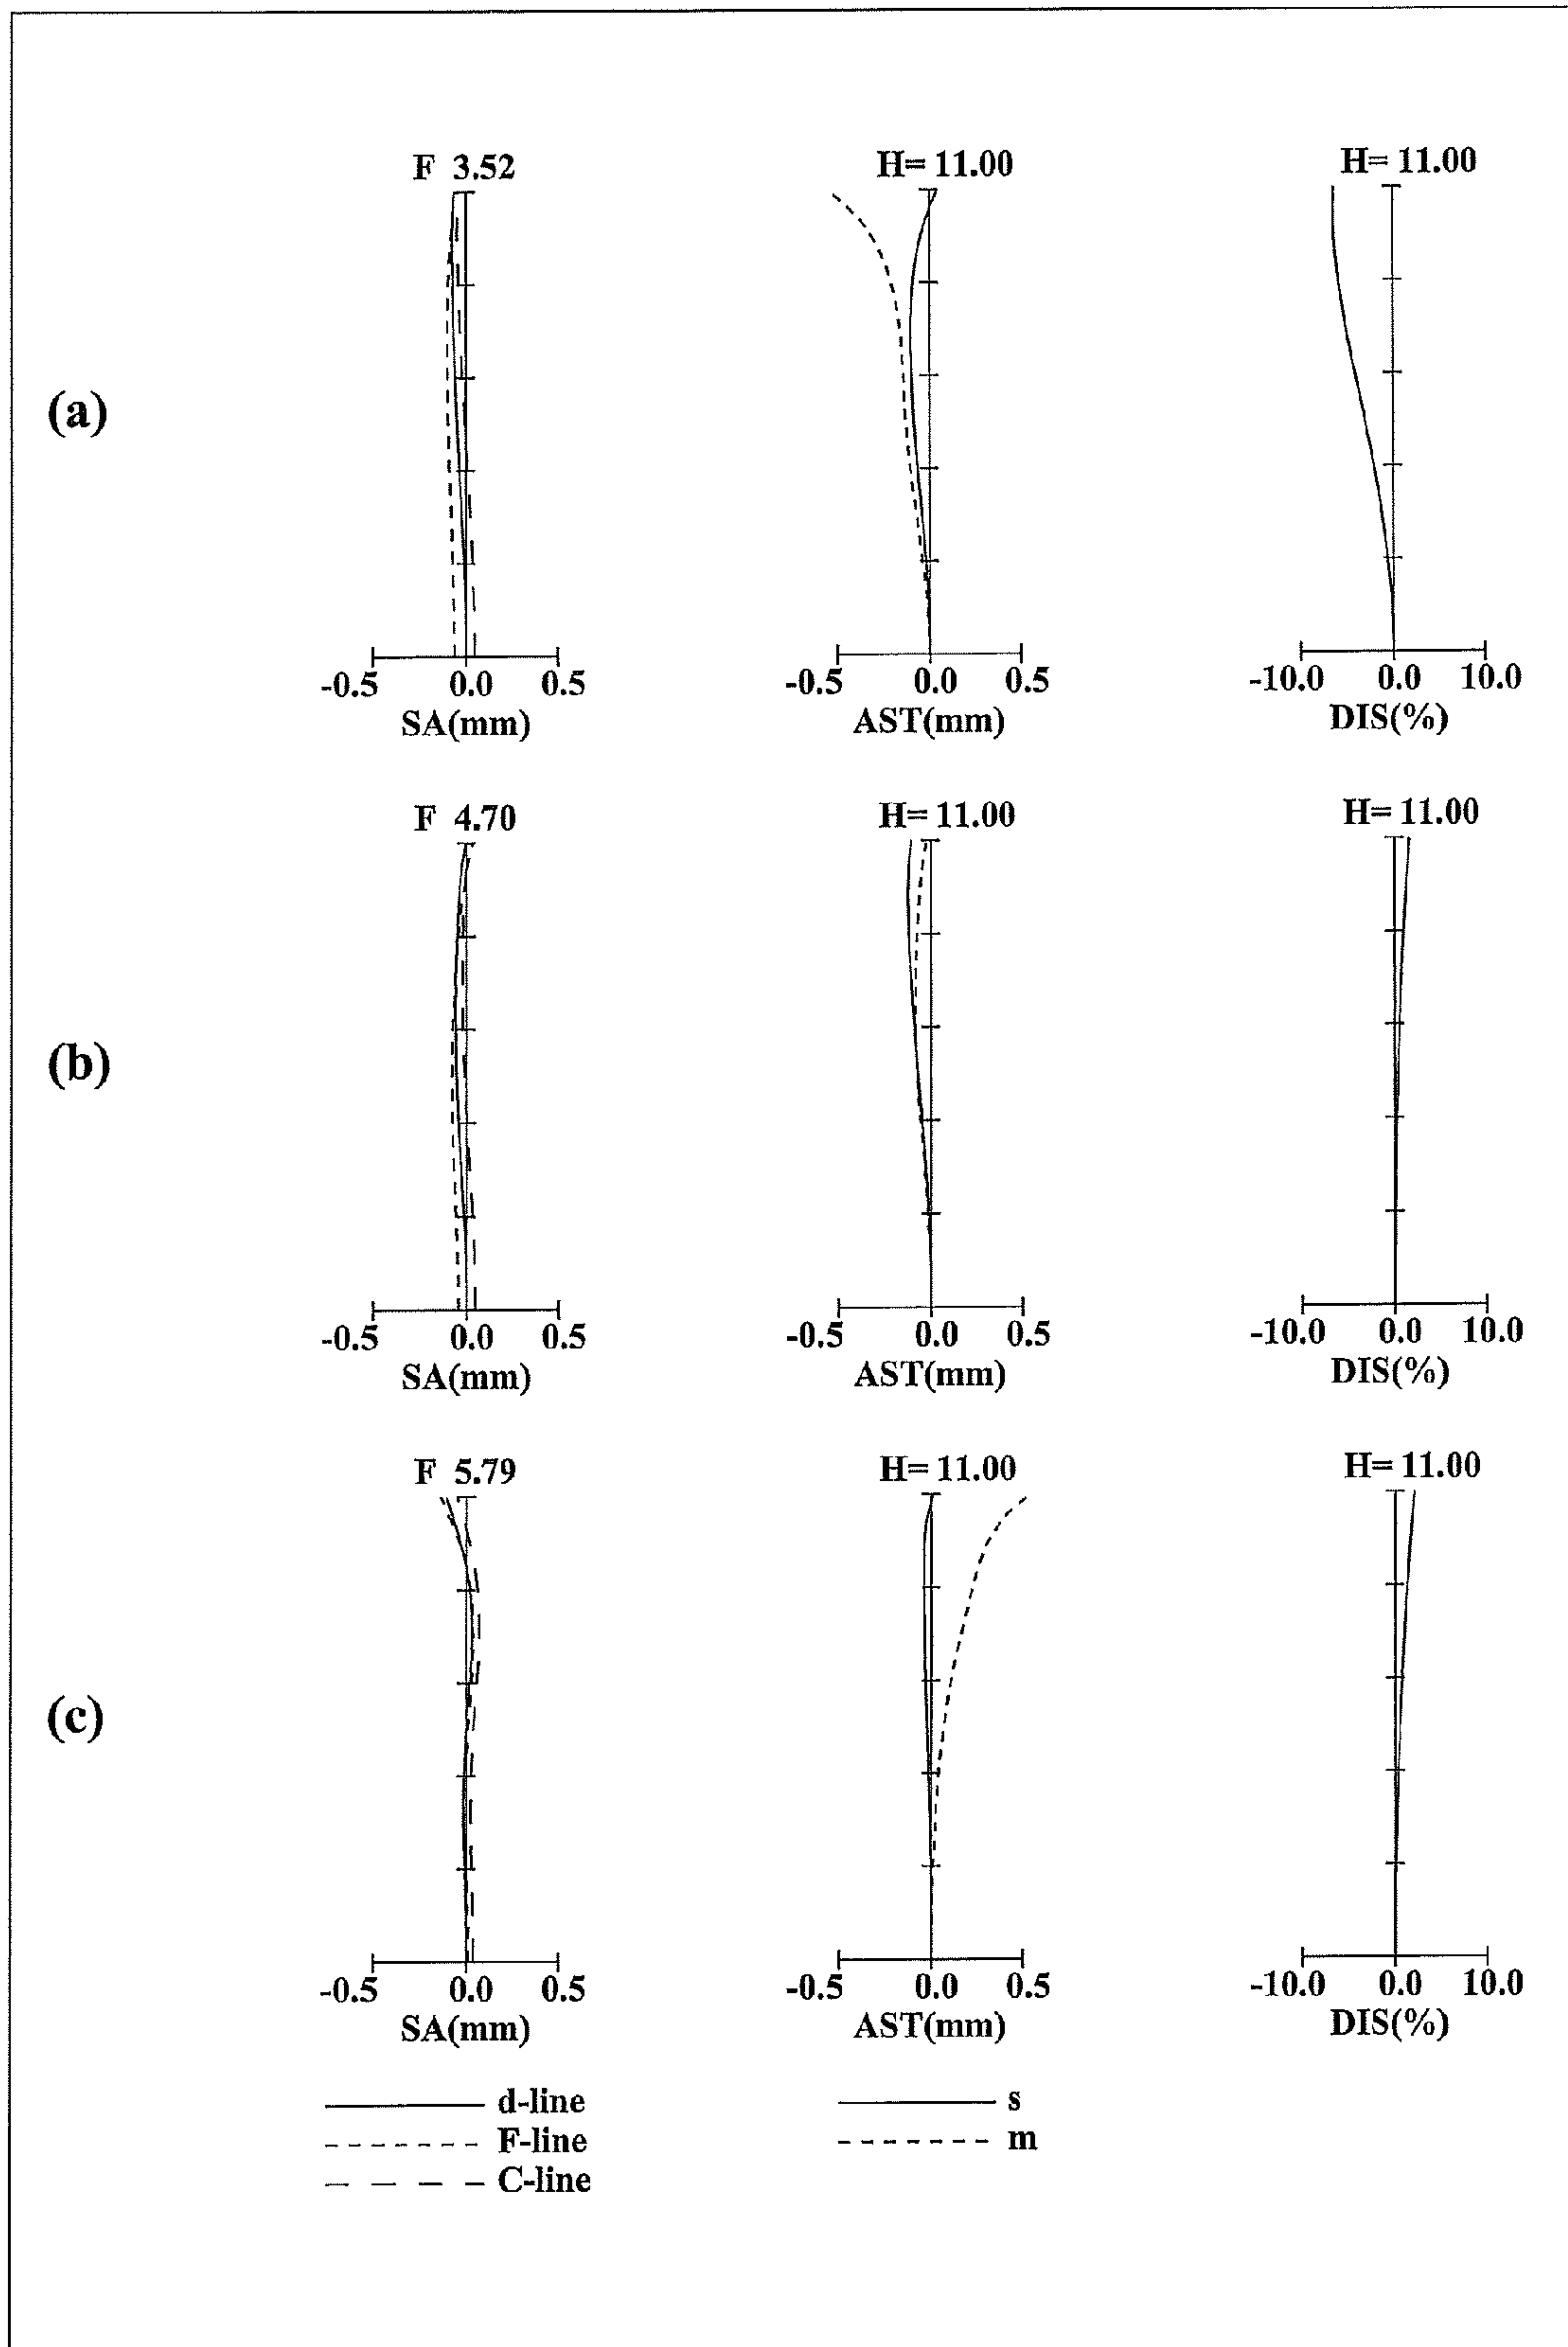 F 3.52
H= 11.00
H= 11.00
(a)
-0.5 0.0 0.5
SA(mm)
-0.5 0.0 0.5
AST(mm)
-10.0 0.0 10.0
DIS(%)
F 4.70
H= 11.00
H= 11.00
(b)
-0.5 0.0 0.5
SA(mm)
-0.5 0.0 0.5
AST(mm)
-10.0 0.0 10.0
DIS(%)
F 5.79
H= 11.00
H= 11.00
(c)
-0.5 0.0 0.5
SA(mm)
-0.5 0.0 0.5
AST(mm)
-10.0 0.0 10.0
DIS(%)
d-line
F-line
C-line
s
m